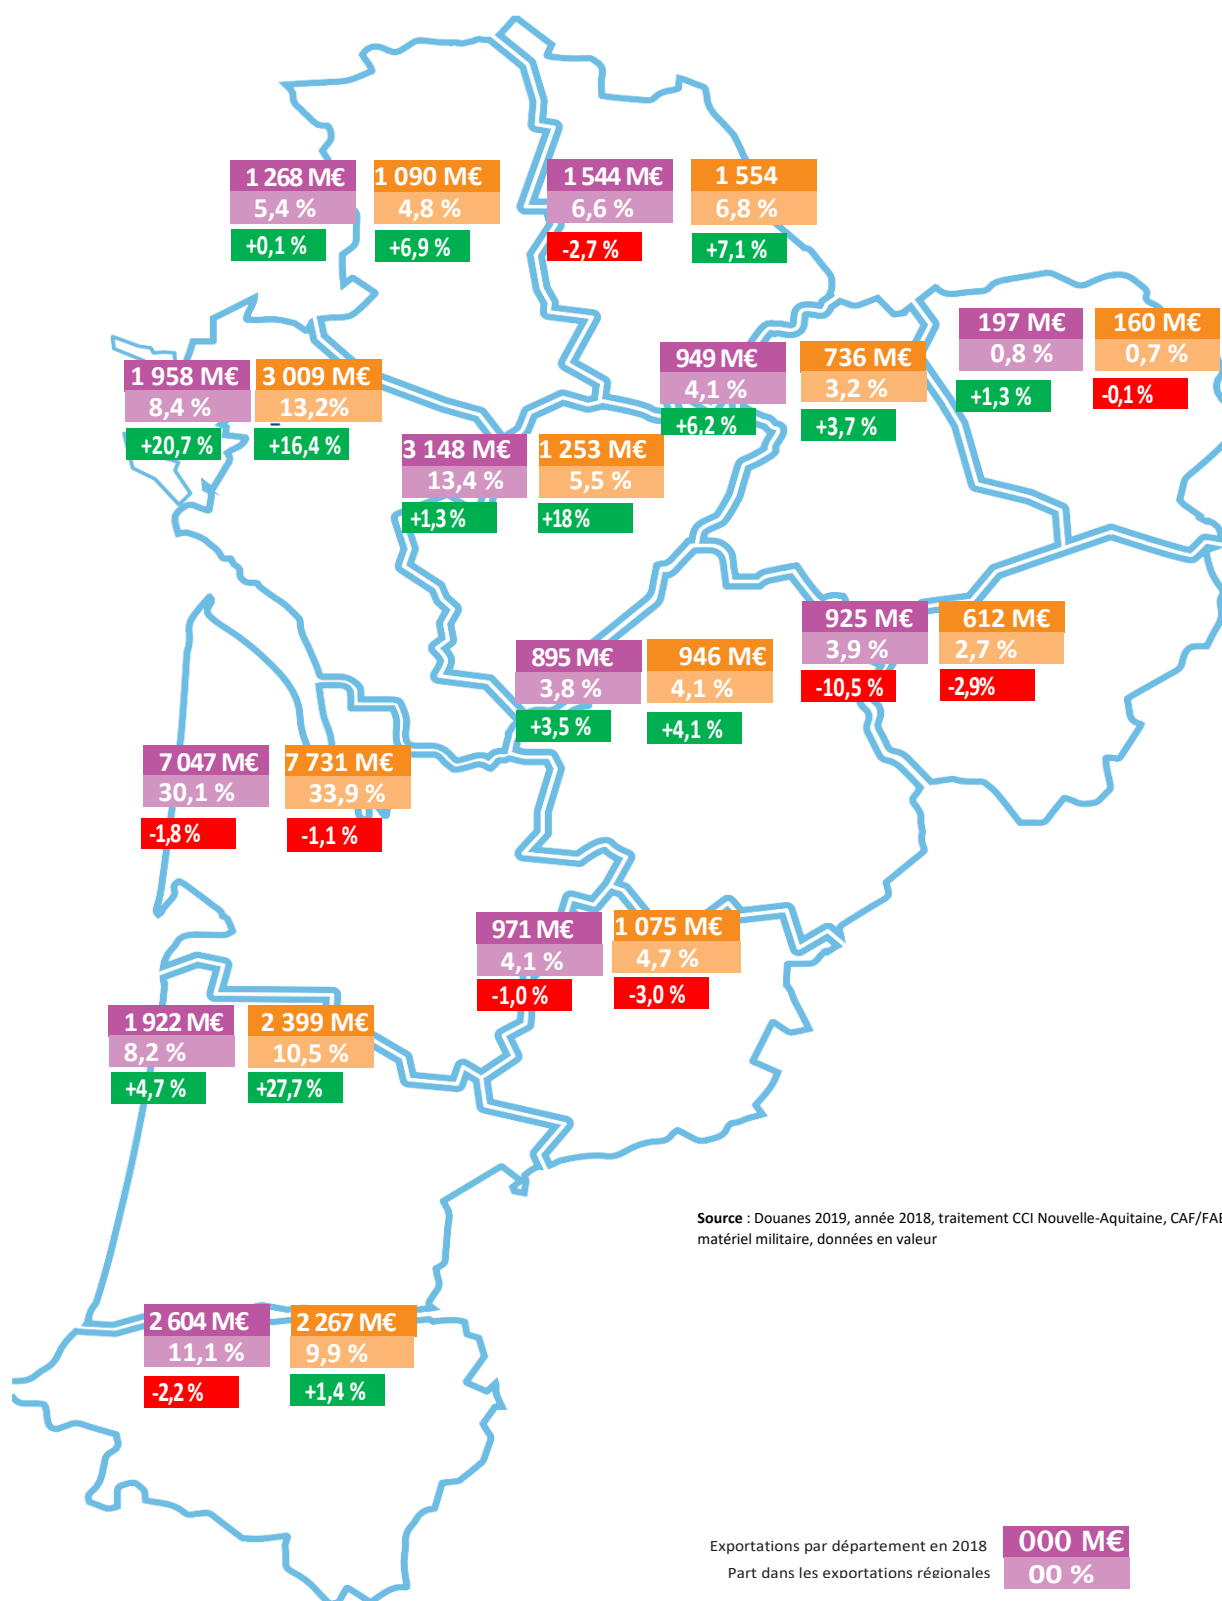 1 268 M€ 1 090 M€ 1 544 M€ 1 554
5,4 % 4,8 % 6,6 % 6,8 %
+0,1 % +6,9 % -2,7 % +7,1 %
197 M€ 160 M€
0,8 % 0,7 %
+1,3 % -0,1 %
949 M€ 736 M€
4,1 % 3,2 %
+6,2 % +3,7 %
1 958 M€ 3 009 M€
8,4 % 13,2%
+20,7 % +16,4 %
3 148 M€ 1 253 M€
13,4 % 5,5 %
+1,3 % +18 %
925 M€ 612 M€
3,9 % 2,7 %
-10,5 % -2,9%
895 M€ 946 M€
3,8 % 4,1 %
+3,5 % +4,1 %
7 047 M€ 7 731 M€
30,1 % 33,9 %
-1,8 % -1,1 %
971 M€ 1 075 M€
4,1 % 4,7 %
-1,0 % -3,0 %
1 922 M€ 2 399 M€
8,2 % 10,5 %
+4,7 % +27,7 %
Source : Douanes 2019, année 2018, traitement CCI Nouvelle-Aquitaine,
matériel militaire, données en valeur
2 604 M€ 2 267 M€
11,1 % 9,9 %
-2,2 % +1,4 %
Exportations par département en 2018 000 M€
Part dans les exportations régionales 00 %